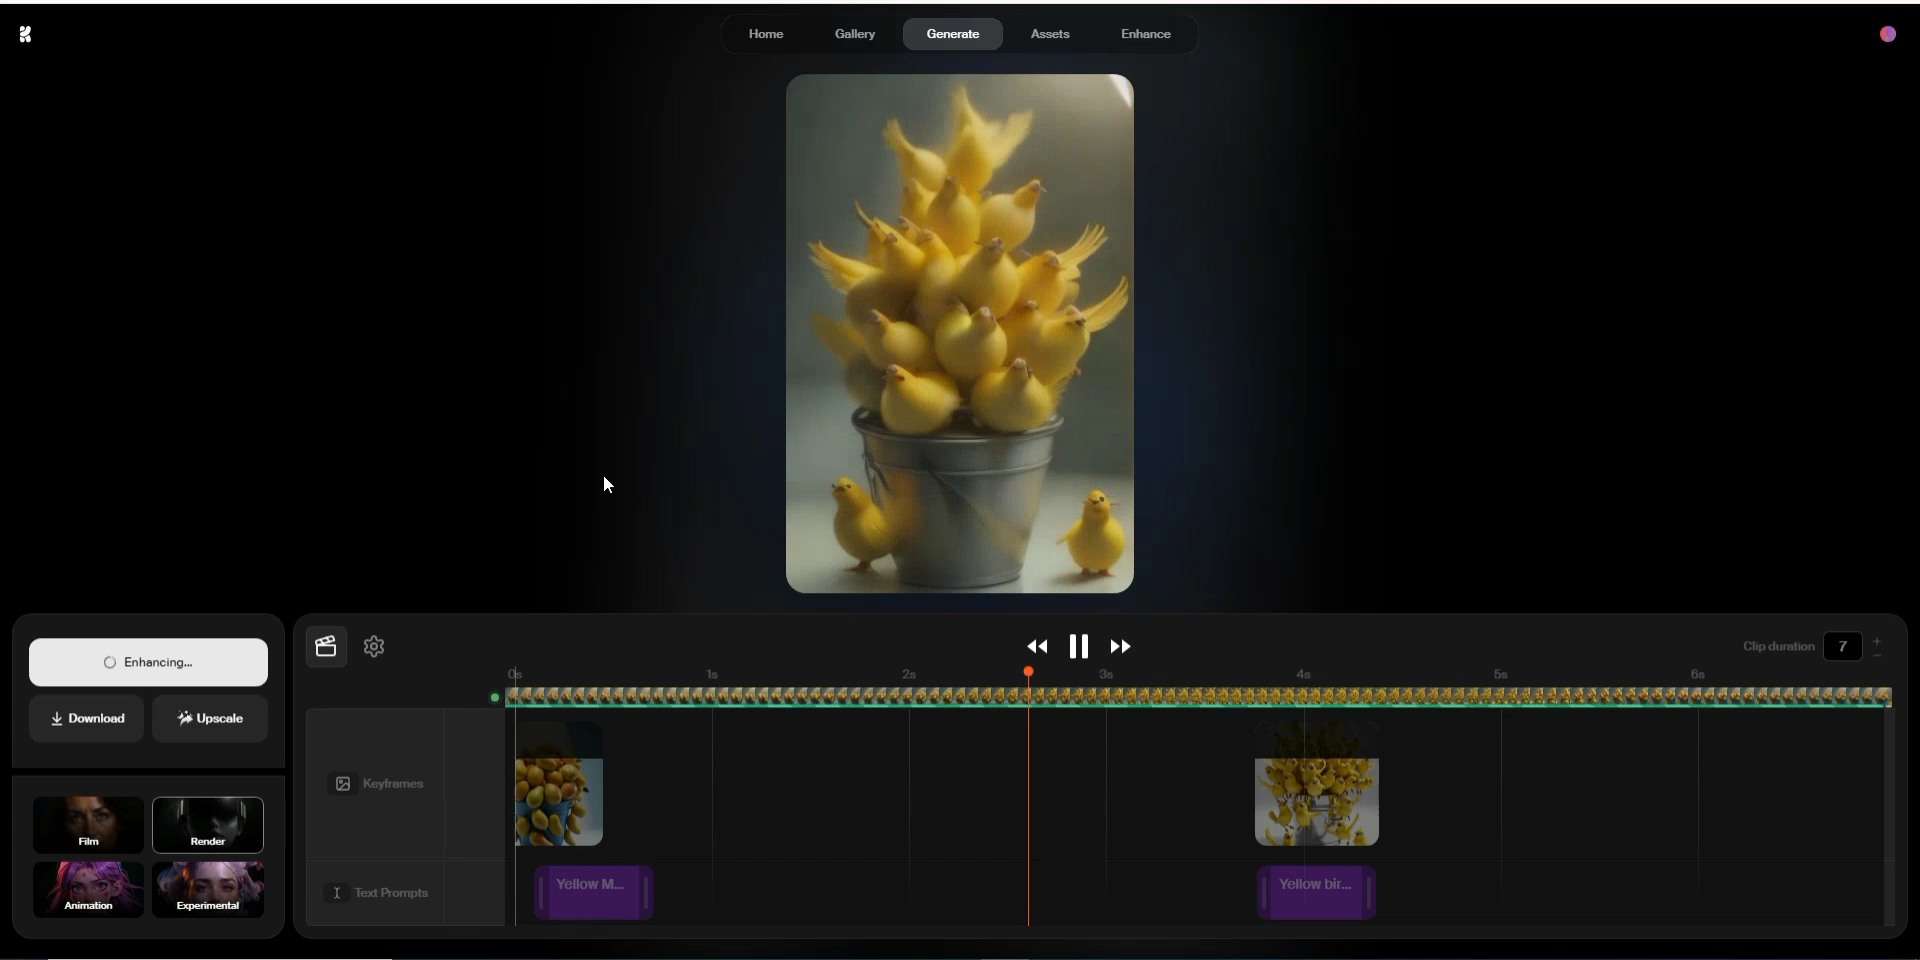 Home Gallery Generate Assets Enhance
Enhancing...
Download Upscale
Film Render
Animation Experimental
Clip duration 7
0s 1s 2s 3s 4s 5s 6s
Keyframes
Text Prompts
Yellow M... Yellow bir...